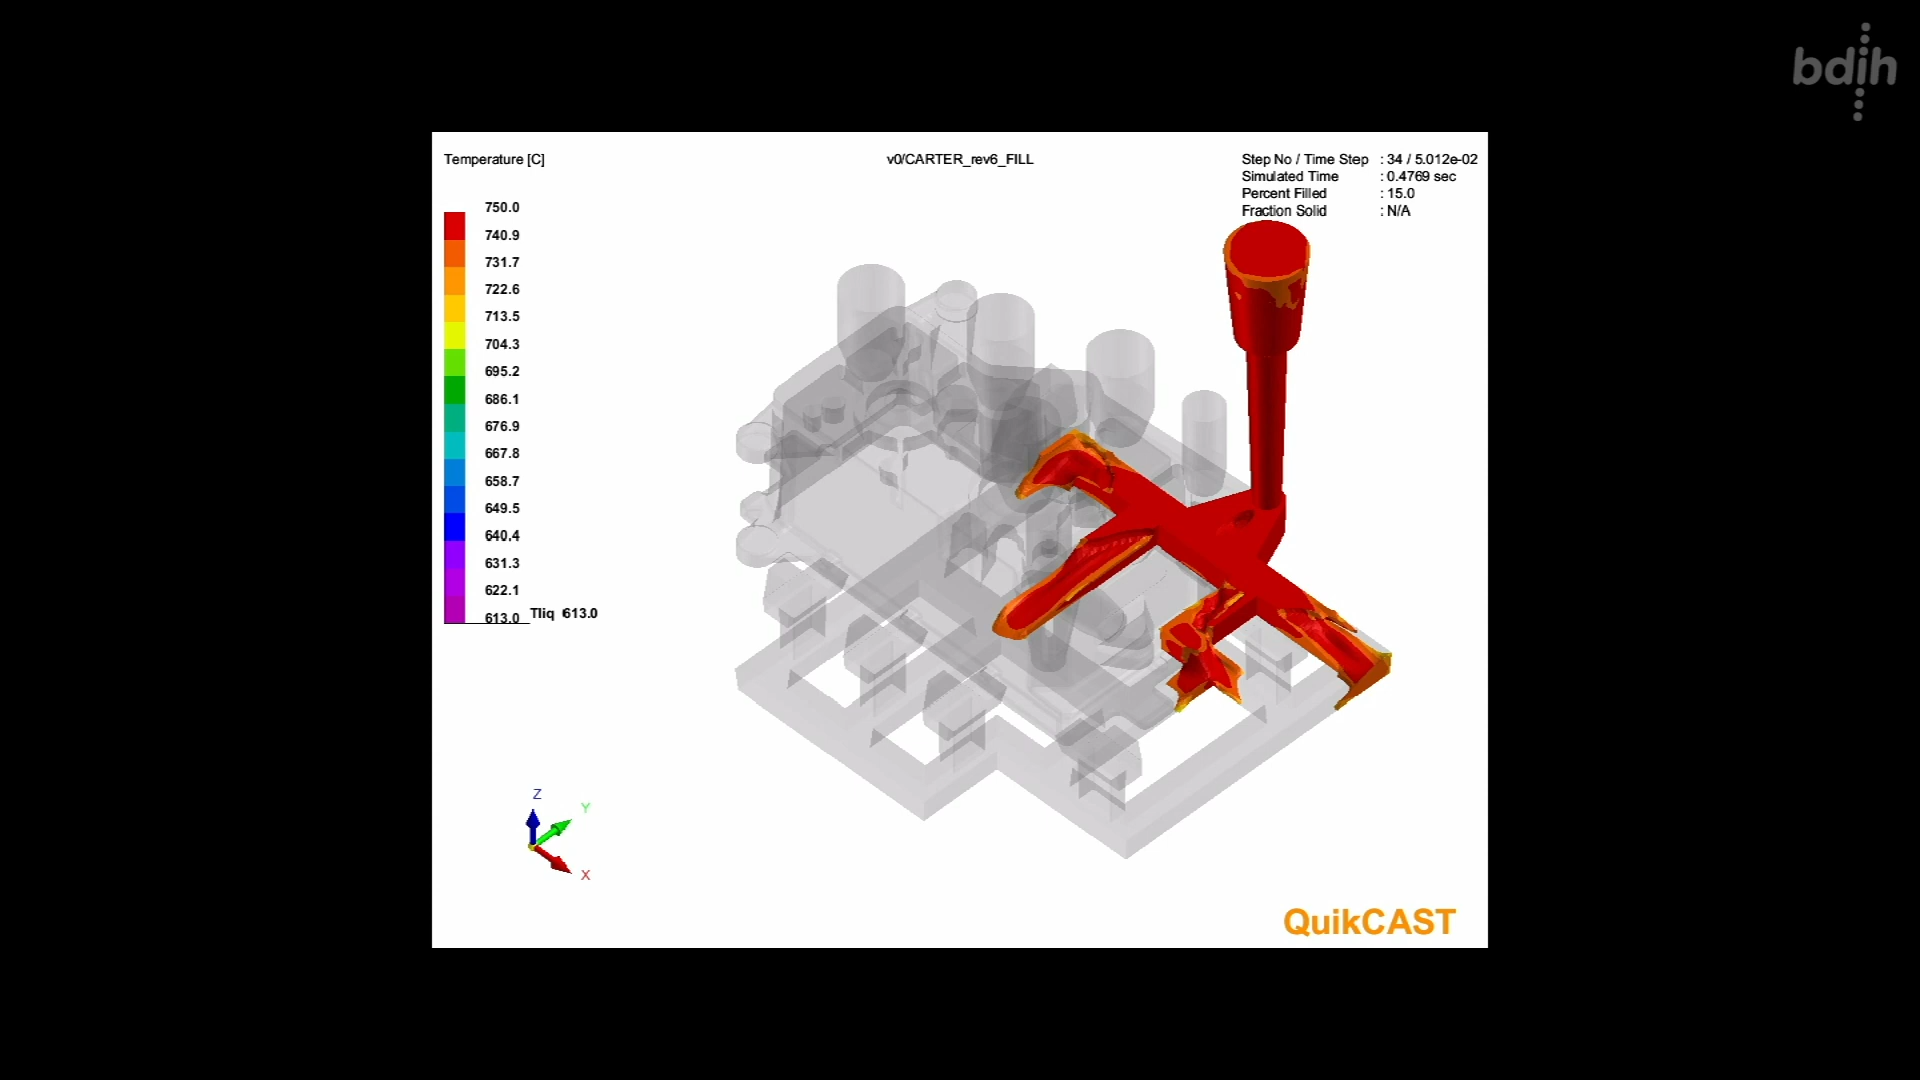 bdih
Temperature [C]
v0/CARTER_rev6_FILL
Step No / Time Step : 34 / 5.012e-02
Simulated Time : 0.4769 sec
Percent Filled : 15.0
Fraction Solid : N/A
750.0
740.9
731.7
722.6
713.5
704.3
695.2
686.1
676.9
667.8
658.7
649.5
640.4
631.3
622.1
613.0 Tliq 613.0
Z
Y
X
QuikCAST